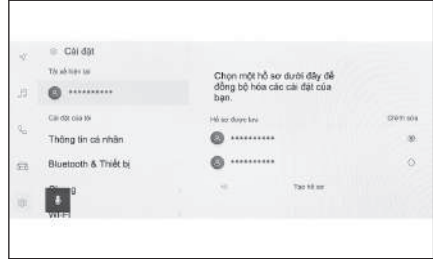 Cài đặt
Tài xế hiện tại
**********
Cài đặt của tôi
Thông tin cá nhân
Bluetooth & Thiết bị
Wi-Fi
Chọn một hồ sơ dưới đây để
đồng bộ hóa các cài đặt của
bạn.
Hồ sơ được lưu
Chỉnh sửa
**********
**********
Tạo hồ sơ